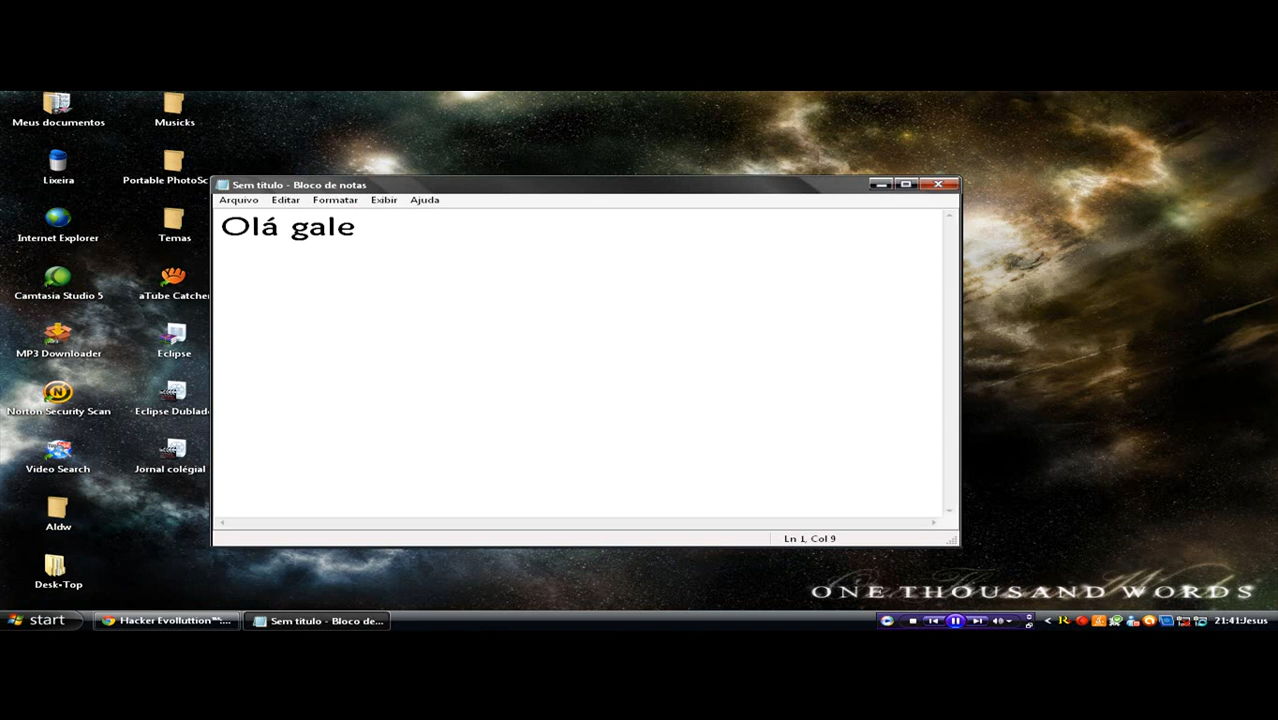 Meus documentos
Musicks
Lixeira
Portable PhotoSc
Internet Explorer
Temas
Camtasia Studio 5
aTube Catcher
MP3 Downloader
Eclipse
Norton Security Scan
Eclipse Dublad
Video Search
Jornal colégial
Aldw
Desk•Top
Sem título - Bloco de notas
Arquivo Editar Formatar Exibir Ajuda
Olá gale
Ln 1, Col 9
ONE THOUSAND WORDS
start
Hacker Evolluttion™....
Sem título - Bloco de...
21:41:Jesus